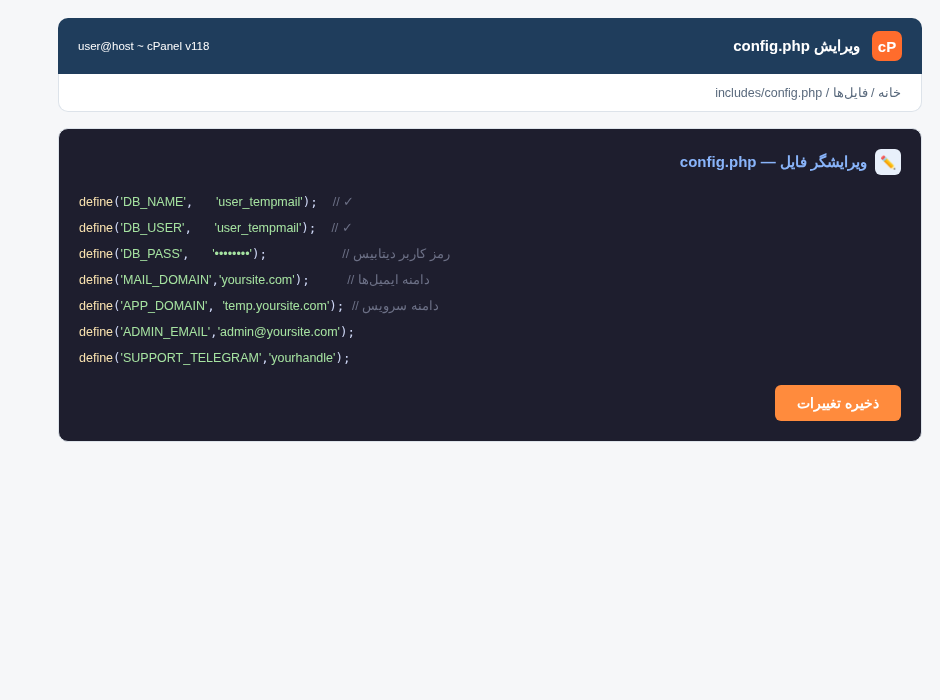 cP ویرایش config.php
user@host ~ cPanel v118
خانه / فایل‌ها / includes/config.php
ویرایشگر فایل — config.php
define('DB_NAME', 'user_tempmail'); // ✓
define('DB_USER', 'user_tempmail'); // ✓
define('DB_PASS', '••••••••'); // رمز کاربر دیتابیس
define('MAIL_DOMAIN','yoursite.com'); // دامنه ایمیل‌ها
define('APP_DOMAIN', 'temp.yoursite.com'); // دامنه سرویس
define('ADMIN_EMAIL','admin@yoursite.com');
define('SUPPORT_TELEGRAM','yourhandle');
ذخیره تغییرات